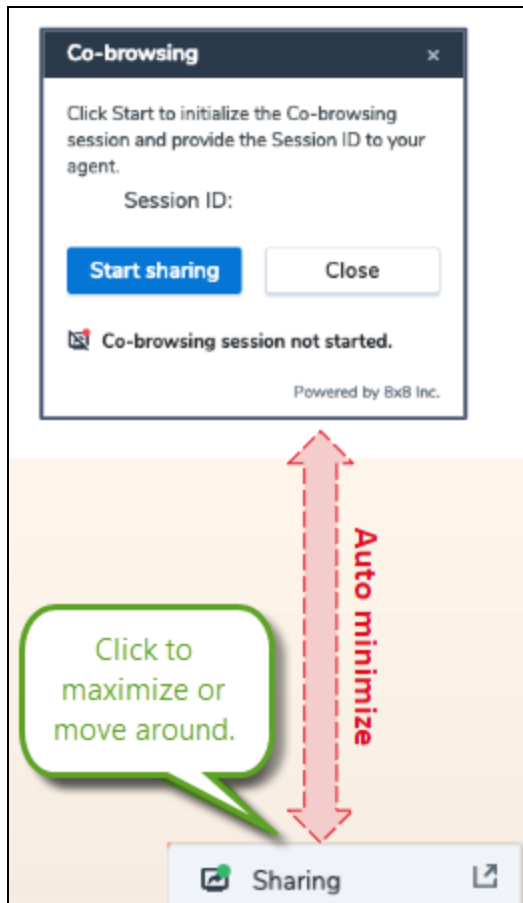 Co-browsing ×
Click Start to initialize the Co-browsing
session and provide the Session ID to your
agent.
Session ID:
Start sharing
Close
Co-browsing session not started.
Powered by 8x8 Inc.
Auto minimize
Click to
maximize or
move around.
Sharing